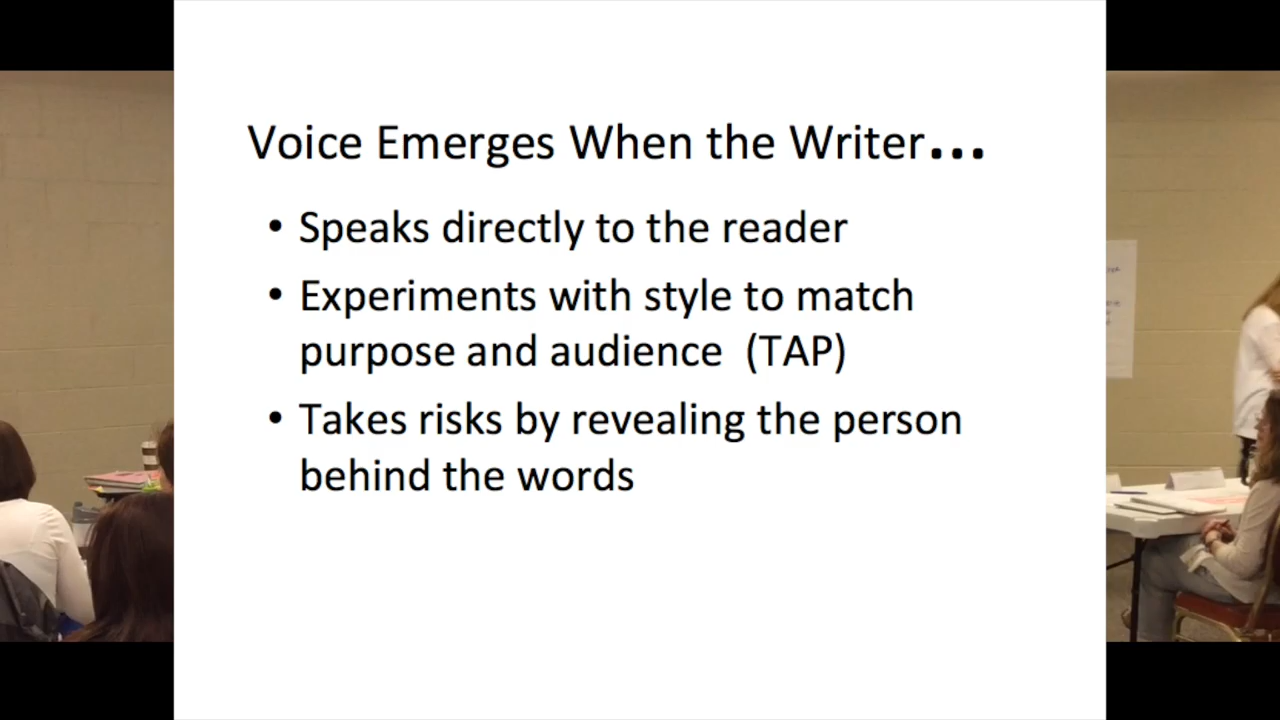 Voice Emerges When the Writer...
• Speaks directly to the reader
• Experiments with style to match
purpose and audience (TAP)
• Takes risks by revealing the person
behind the words